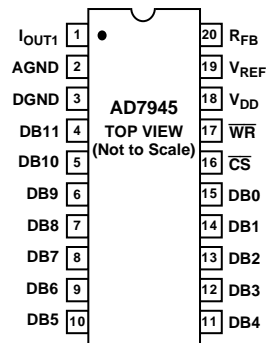 IOUT1 1 20 RFB
AGND 2 19 VREF
DGND 3 18 VDD
AD7945
DB11 4 TOP VIEW 17 WR
(Not to Scale)
DB10 5 16 CS
DB9 6 15 DB0
DB8 7 14 DB1
DB7 8 13 DB2
DB6 9 12 DB3
DB5 10 11 DB4